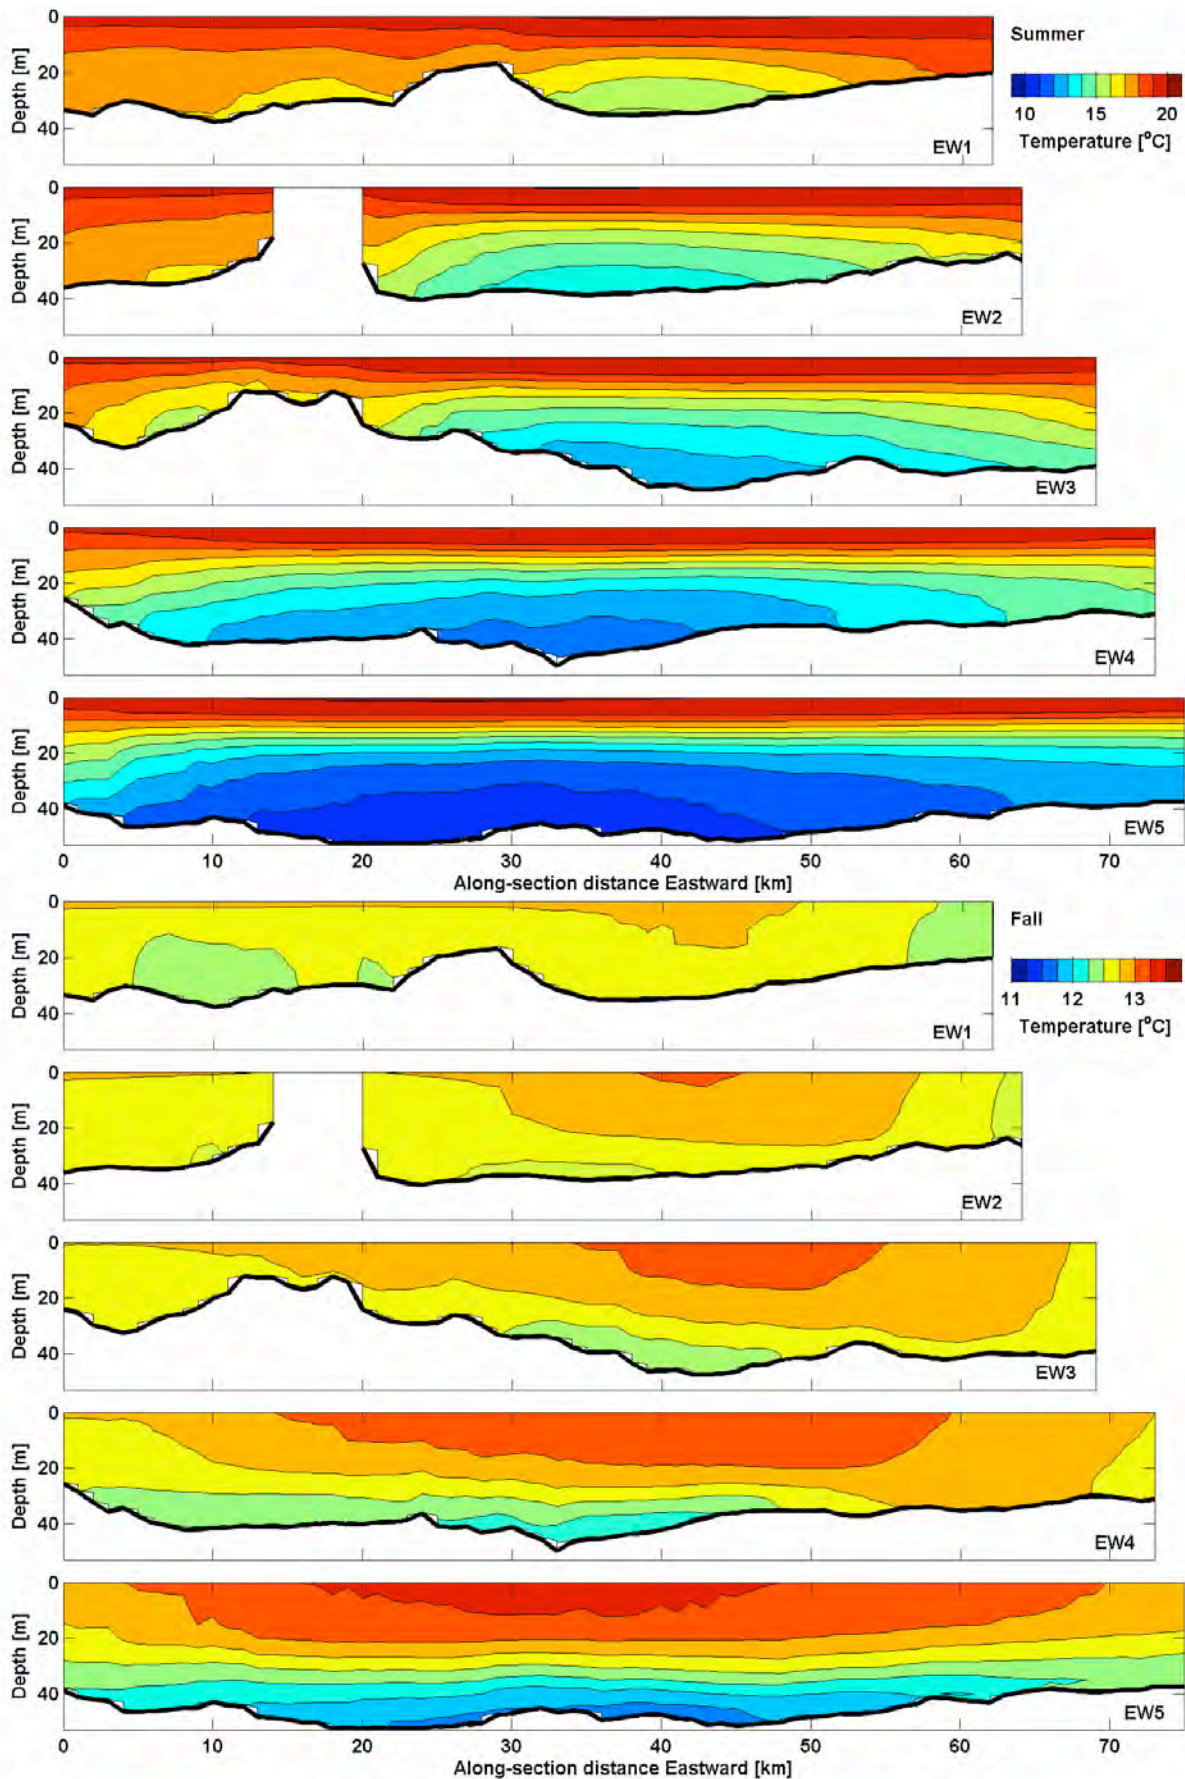 0
20
40
Depth [m]
EW1
Summer
10 15 20
Temperature [°C]
0
20
40
Depth [m]
EW2
0
20
40
Depth [m]
EW3
0
20
40
Depth [m]
EW4
0
20
40
Depth [m]
EW5
0 10 20 30 40 50 60 70
Along-section distance Eastward [km]
0
20
40
Depth [m]
EW1
Fall
11 12 13
Temperature [°C]
0
20
40
Depth [m]
EW2
0
20
40
Depth [m]
EW3
0
20
40
Depth [m]
EW4
0
20
40
Depth [m]
EW5
0 10 20 30 40 50 60 70
Along-section distance Eastward [km]